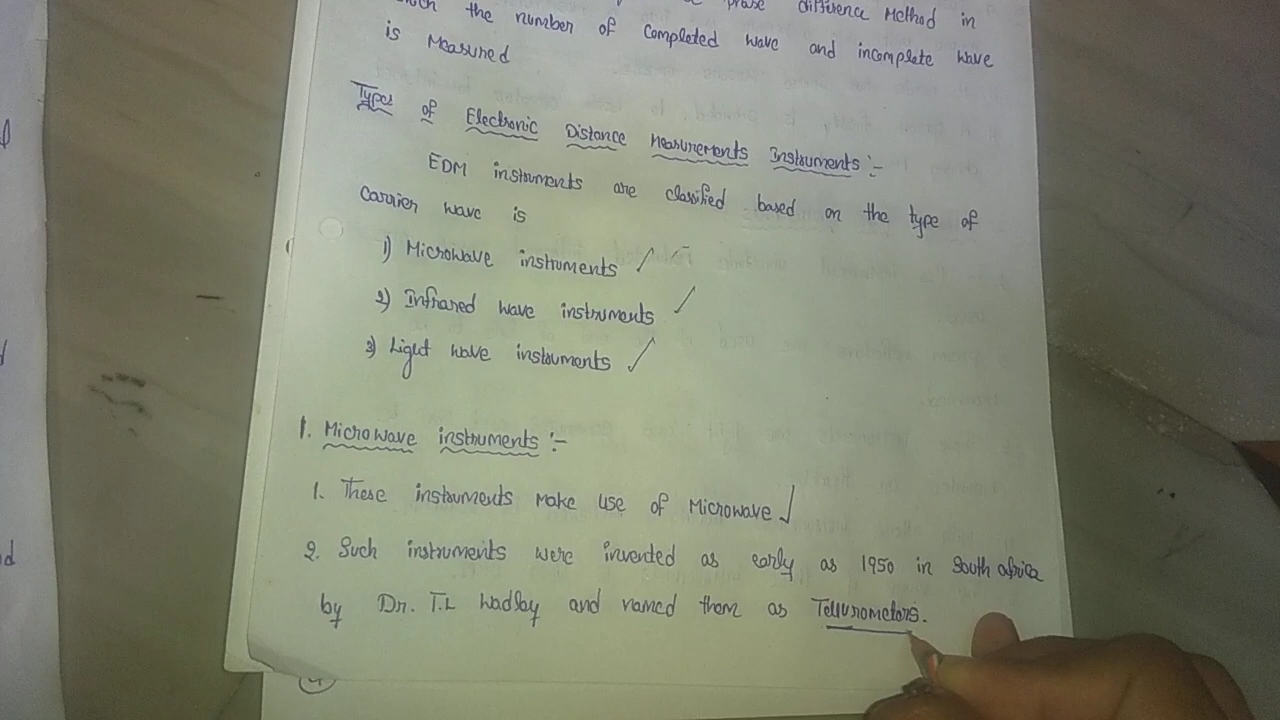 phase difference Method in
the number of completed wave and incomplete wave
is Measured
Types of Electronic Distance Measurements Instruments :-
EDM instruments are classified based on the type of
Carrier wave is
1) Microwave instruments
2) Infrared wave instruments
3) Light wave instruments
1. Microwave instruments :-
1. These instruments Make use of Microwave
2. Such instruments were invented as early as 1950 in South africa
by Dr. T.L wadley and named them as Tellurometers.